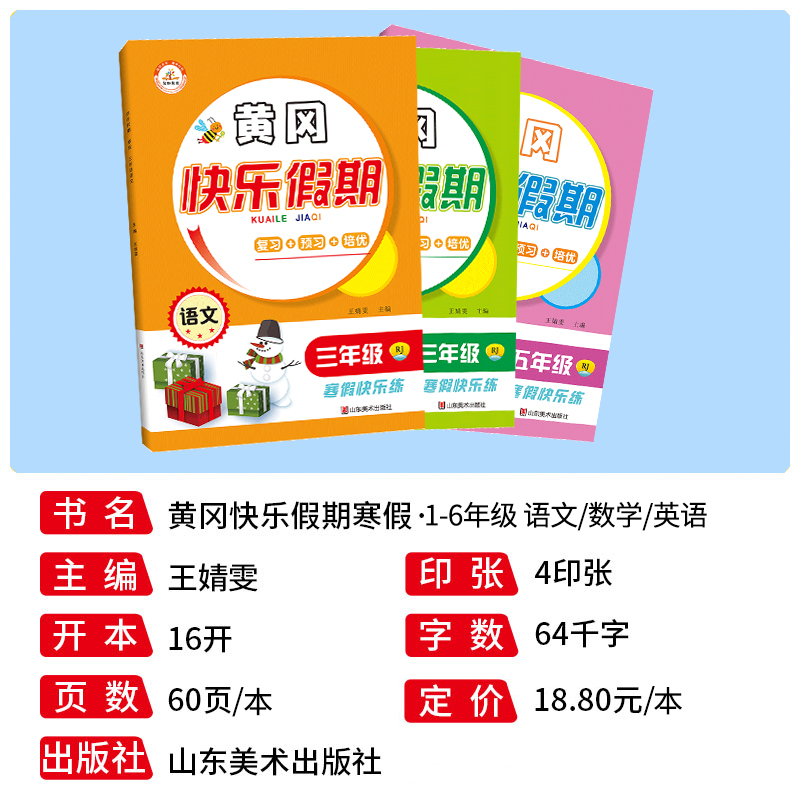 黄冈
快乐假期
KUAILE JIAQI
复习+预习+培优
王婧雯 主编
语文
三年级 RJ
寒假快乐练
山东美术出版社
冈
假期
JIAQI
习+培优
王婧雯 主编
三年级 RJ
寒假快乐练
山东美术出版社
冈
假期
AQI
预习+培优
王婧雯 主编
五年级 RJ
寒假快乐练
山东美术出版社
书名 黄冈快乐假期寒假·1-6年级 语文/数学/英语
主编 王婧雯 印张 4印张
开本 16开 字数 64千字
页数 60页/本 定价 18.80元/本
出版社 山东美术出版社